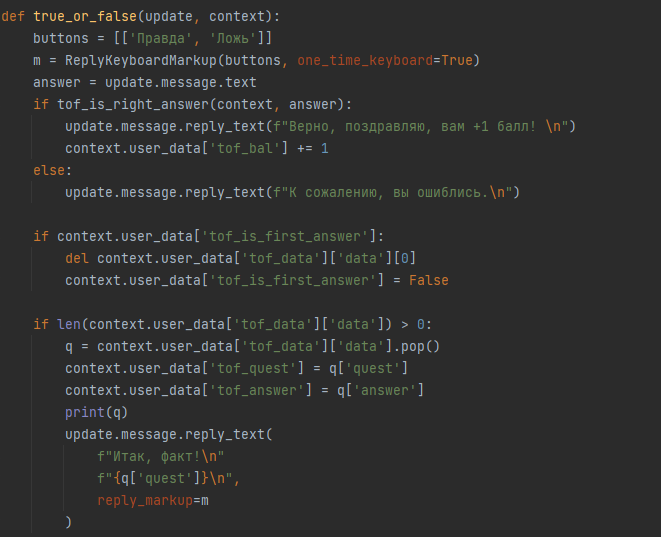 def true_or_false(update, context):
    buttons = [['Правда', 'Ложь']]
    m = ReplyKeyboardMarkup(buttons, one_time_keyboard=True)
    answer = update.message.text
    if tof_is_right_answer(context, answer):
        update.message.reply_text(f"Верно, поздравляю, вам +1 балл! \n")
        context.user_data['tof_bal'] += 1
    else:
        update.message.reply_text(f"К сожалению, вы ошиблись.\n")
    if context.user_data['tof_is_first_answer']:
        del context.user_data['tof_data']['data'][0]
        context.user_data['tof_is_first_answer'] = False
    if len(context.user_data['tof_data']['data']) > 0:
        q = context.user_data['tof_data']['data'].pop()
        context.user_data['tof_quest'] = q['quest']
        context.user_data['tof_answer'] = q['answer']
        print(q)
        update.message.reply_text(
            f"Итак, факт!\n"
            f"{q['quest']}\n",
            reply_markup=m
        )